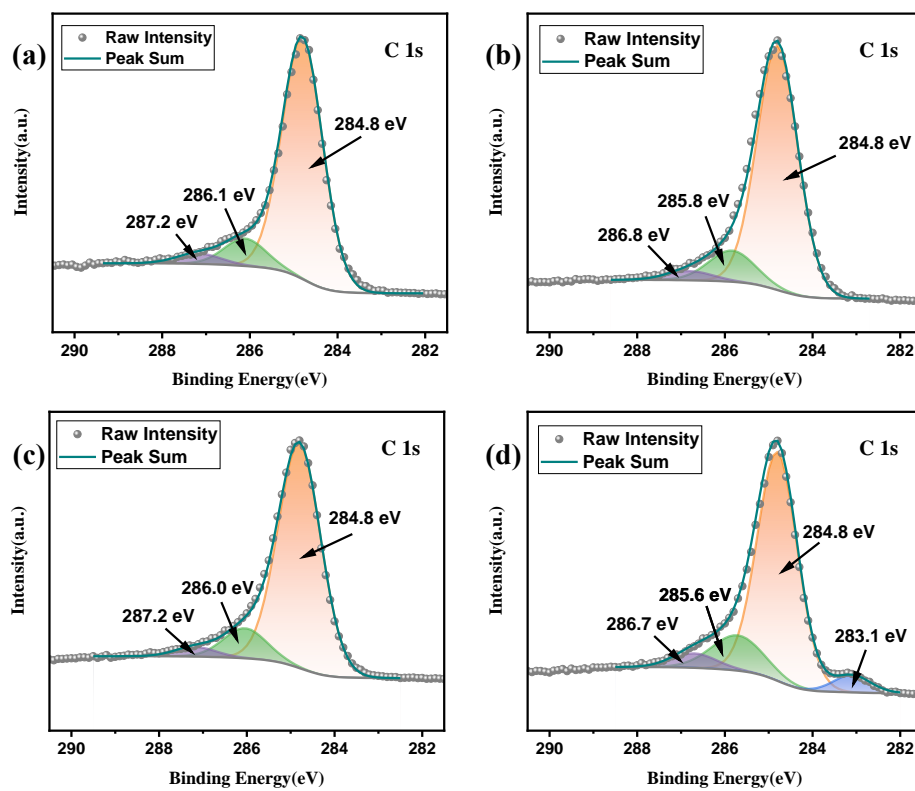 (a)
Raw Intensity
Peak Sum
C 1s
284.8 eV
286.1 eV
287.2 eV
Intensity(a.u.)
290 288 286 284 282
Binding Energy(eV)
(b)
Raw Intensity
Peak Sum
C 1s
284.8 eV
285.8 eV
286.8 eV
Intensity(a.u.)
290 288 286 284 282
Binding Energy(eV)
(c)
Raw Intensity
Peak Sum
C 1s
284.8 eV
286.0 eV
287.2 eV
Intensity(a.u.)
290 288 286 284 282
Binding Energy(eV)
(d)
Raw Intensity
Peak Sum
C 1s
284.8 eV
285.6 eV
286.7 eV
283.1 eV
Intensity(a.u.)
290 288 286 284 282
Binding Energy(eV)